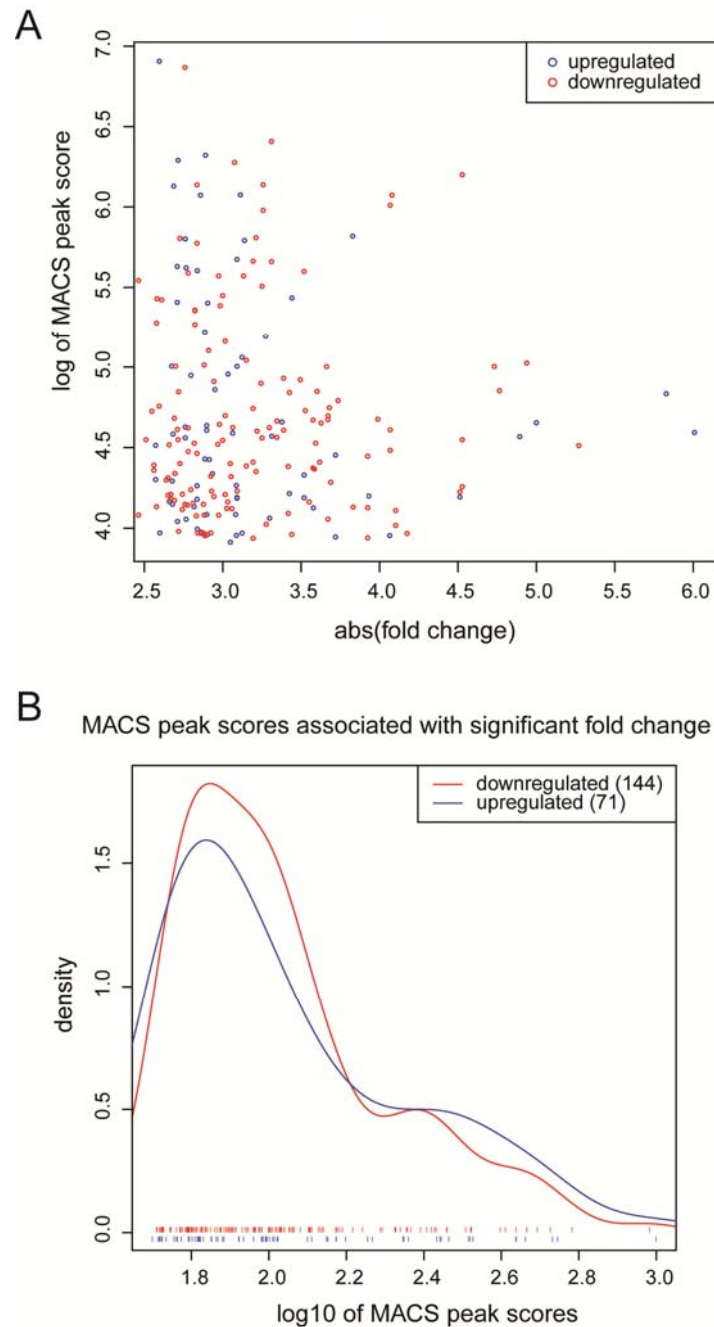 A
7.0
6.5
6.0
5.5
5.0
4.5
4.0
log of MACS peak score
upregulated
downregulated
2.5 3.0 3.5 4.0 4.5 5.0 5.5 6.0
abs(fold change)
B
MACS peak scores associated with significant fold change
downregulated (144)
upregulated (71)
1.5
1.0
0.5
0.0
density
1.8 2.0 2.2 2.4 2.6 2.8 3.0
log10 of MACS peak scores